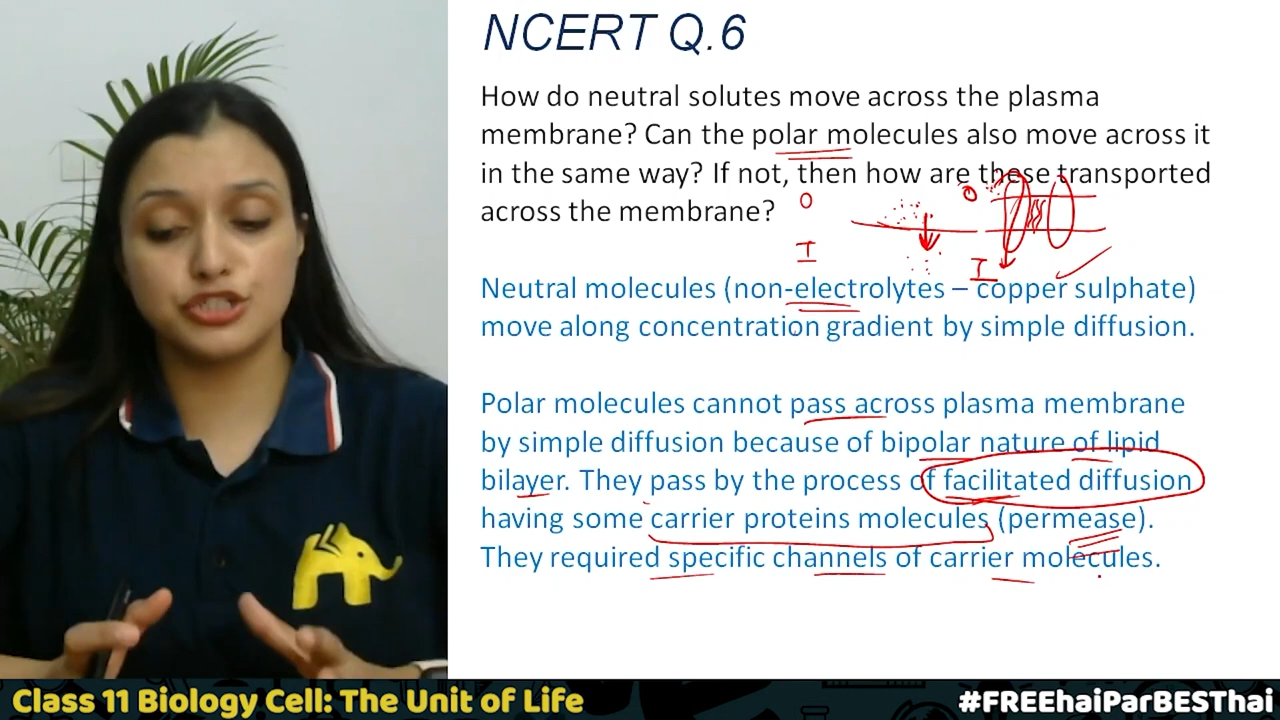 NCERT Q.6
How do neutral solutes move across the plasma
membrane? Can the polar molecules also move across it
in the same way? If not, then how are these transported
across the membrane?
O
O
I
I
Neutral molecules (non-electrolytes – copper sulphate)
move along concentration gradient by simple diffusion.
Polar molecules cannot pass across plasma membrane
by simple diffusion because of bipolar nature of lipid
bilayer. They pass by the process of facilitated diffusion
having some carrier proteins molecules (permease).
They required specific channels of carrier molecules.
Class 11 Biology Cell: The Unit of Life
#FREEhaiParBESThai